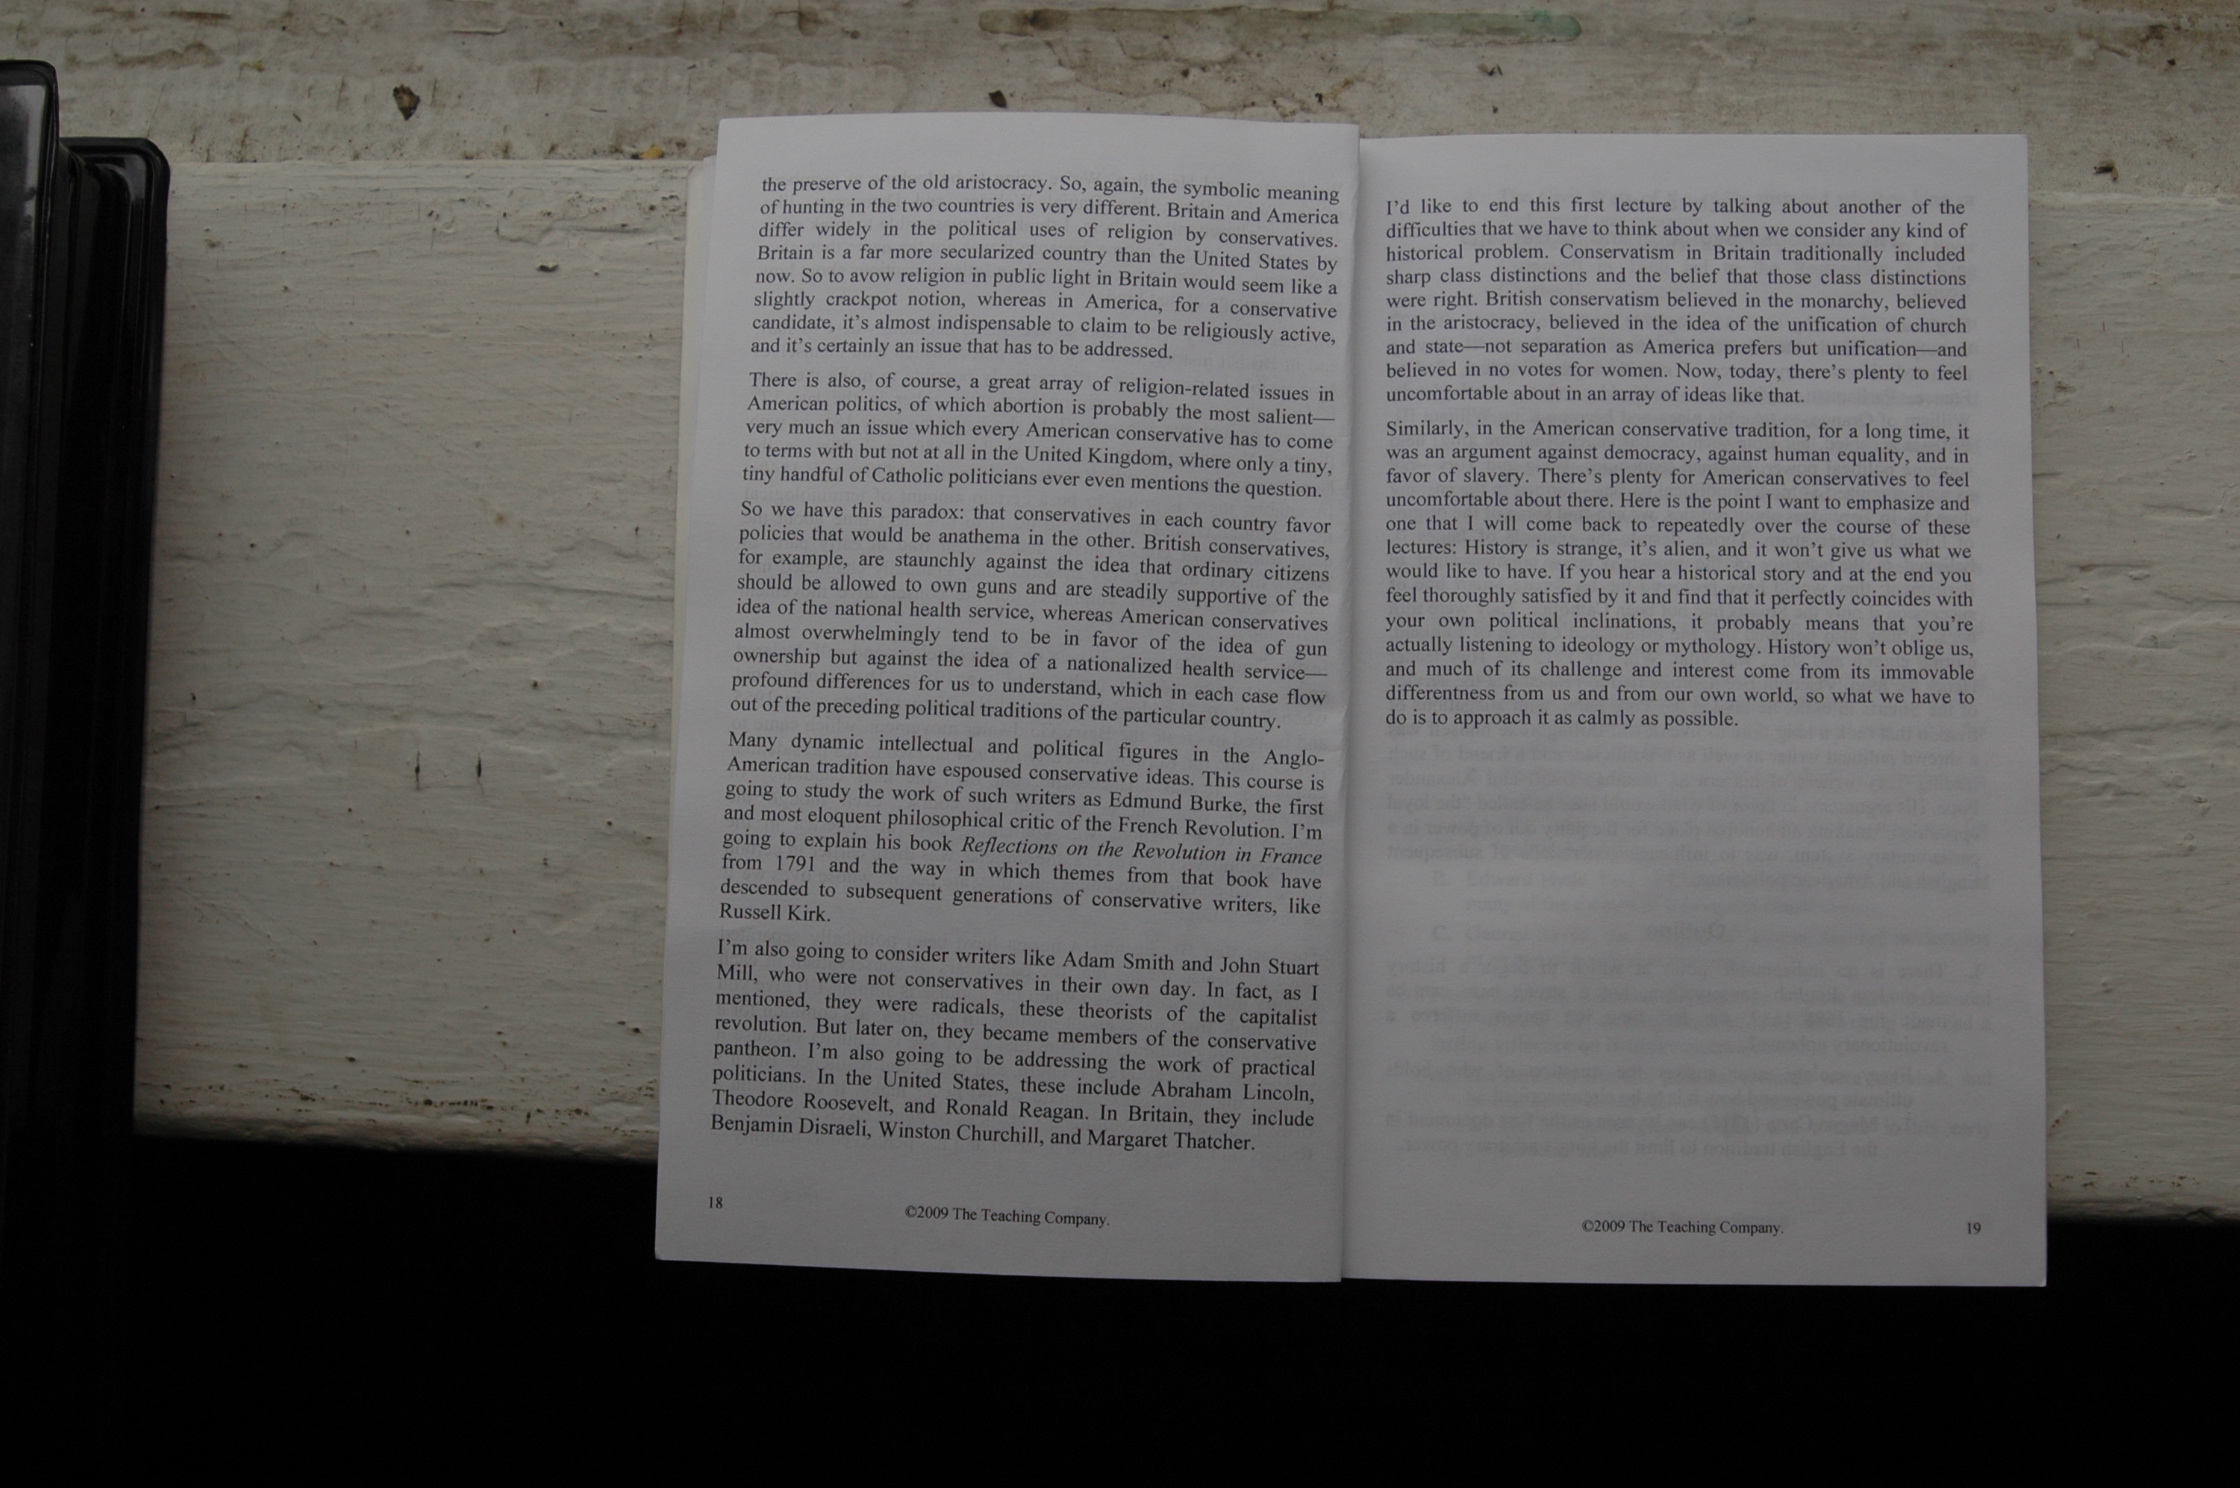 the preserve of the old aristocracy. So, again, the symbolic meaning
of hunting in the two countries is very different. Britain and America
differ widely in the political uses of religion by conservatives.
Britain is a far more secularized country than the United States by
now. So to avow religion in public light in Britain would seem like a
slightly crackpot notion, whereas in America, for a conservative
candidate, it's almost indispensable to claim to be religiously active,
and it's certainly an issue that has to be addressed.
There is also, of course, a great array of religion-related issues in
American politics, of which abortion is probably the most salient—
very much an issue which every American conservative has to come
to terms with but not at all in the United Kingdom, where only a tiny,
tiny handful of Catholic politicians ever even mentions the question.
So we have this paradox: that conservatives in each country favor
policies that would be anathema in the other. British conservatives,
for example, are staunchly against the idea that ordinary citizens
should be allowed to own guns and are steadily supportive of the
idea of the national health service, whereas American conservatives
almost overwhelmingly tend to be in favor of the idea of gun
ownership but against the idea of a nationalized health service—
profound differences for us to understand, which in each case flow
out of the preceding political traditions of the particular country.
Many dynamic intellectual and political figures in the Anglo-
American tradition have espoused conservative ideas. This course is
going to study the work of such writers as Edmund Burke, the first
and most eloquent philosophical critic of the French Revolution. I'm
going to explain his book Reflections on the Revolution in France
from 1791 and the way in which themes from that book have
descended to subsequent generations of conservative writers, like
Russell Kirk.
I'm also going to consider writers like Adam Smith and John Stuart
Mill, who were not conservatives in their own day. In fact, as I
mentioned, they were radicals, these theorists of the capitalist
revolution. But later on, they became members of the conservative
pantheon. I'm also going to be addressing the work of practical
politicians. In the United States, these include Abraham Lincoln,
Theodore Roosevelt, and Ronald Reagan. In Britain, they include
Benjamin Disraeli, Winston Churchill, and Margaret Thatcher.
18
©2009 The Teaching Company.
I'd like to end this first lecture by talking about another of the
difficulties that we have to think about when we consider any kind of
historical problem. Conservatism in Britain traditionally included
sharp class distinctions and the belief that those class distinctions
were right. British conservatism believed in the monarchy, believed
in the aristocracy, believed in the idea of the unification of church
and state—not separation as America prefers but unification—and
believed in no votes for women. Now, today, there's plenty to feel
uncomfortable about in an array of ideas like that.
Similarly, in the American conservative tradition, for a long time, it
was an argument against democracy, against human equality, and in
favor of slavery. There's plenty for American conservatives to feel
uncomfortable about there. Here is the point I want to emphasize and
one that I will come back to repeatedly over the course of these
lectures: History is strange, it's alien, and it won't give us what we
would like to have. If you hear a historical story and at the end you
feel thoroughly satisfied by it and find that it perfectly coincides with
your own political inclinations, it probably means that you're
actually listening to ideology or mythology. History won't oblige us,
and much of its challenge and interest come from its immovable
differentness from us and from our own world, so what we have to
do is to approach it as calmly as possible.
©2009 The Teaching Company.
19